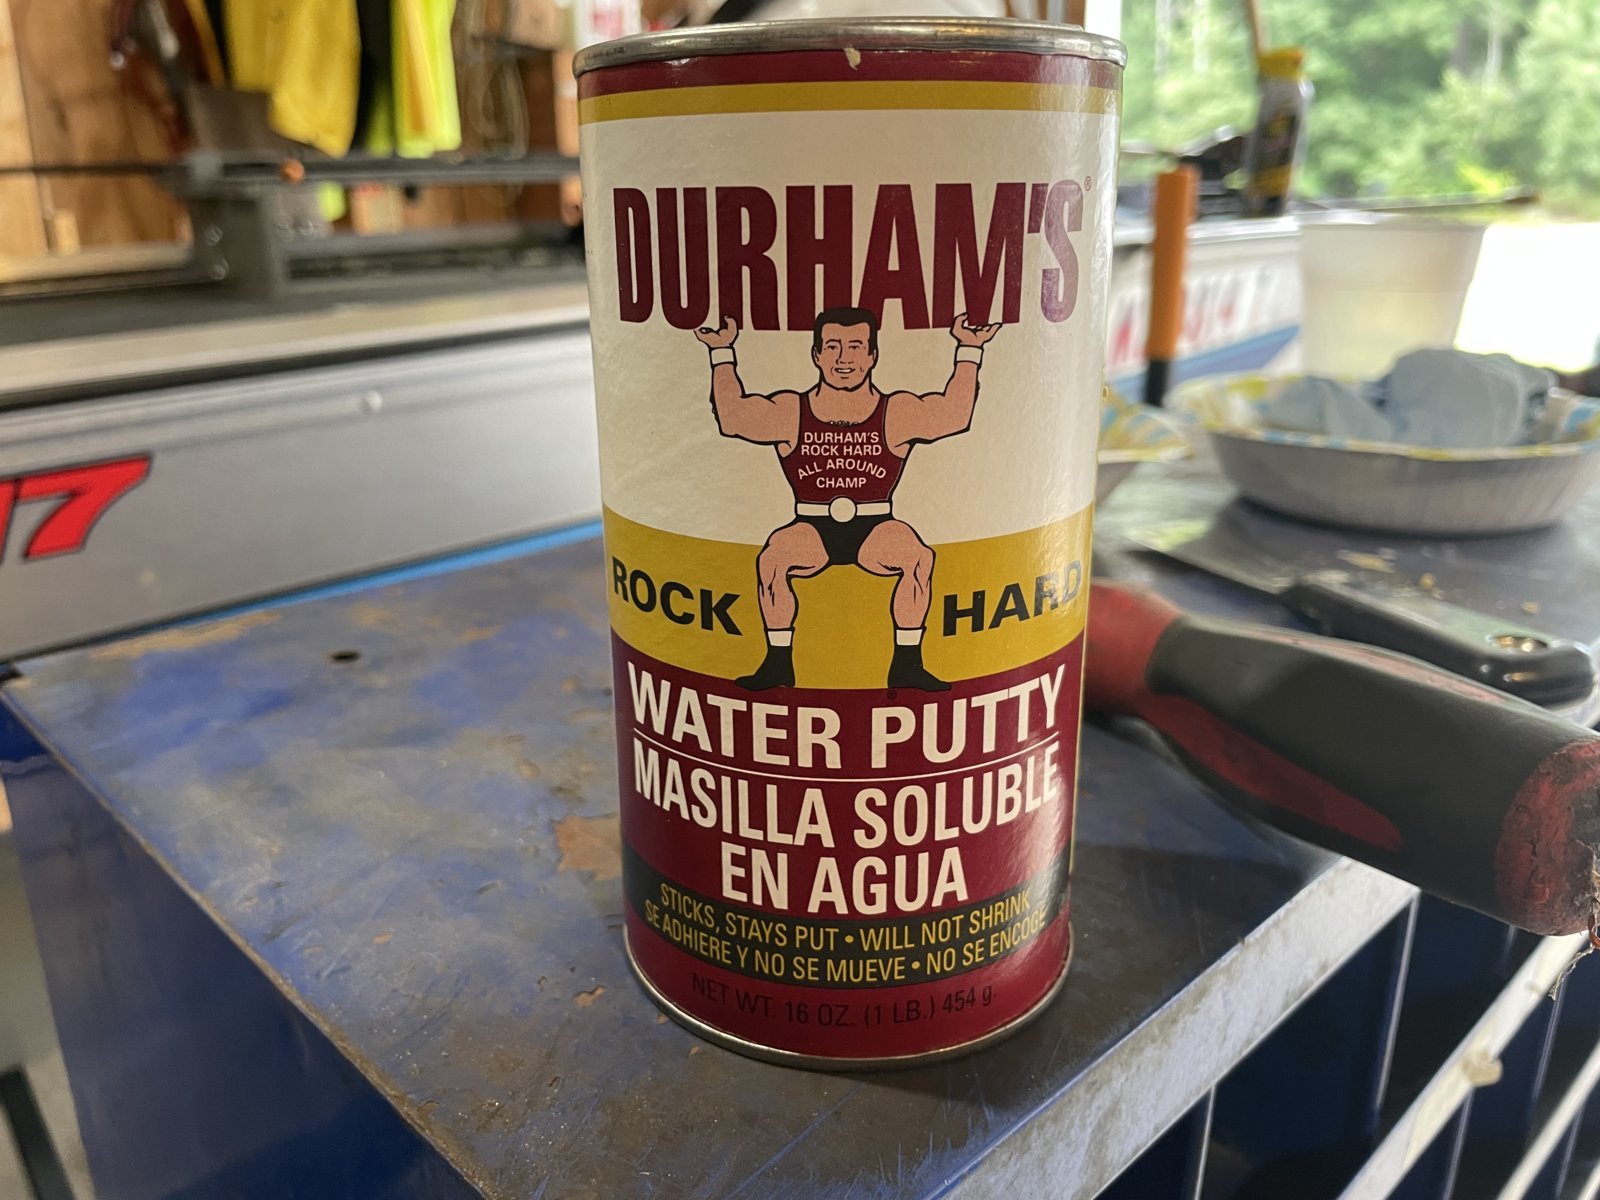 DURHAM'S®
DURHAM'S
ROCK HARD
ALL AROUND
CHAMP
ROCK HARD
®
WATER PUTTY
MASILLA SOLUBLE
EN AGUA
STICKS, STAYS PUT • WILL NOT SHRINK
SE ADHIERE Y NO SE MUEVE • NO SE ENCOGE
NET WT. 16 OZ. (1 LB.) 454 g.
17